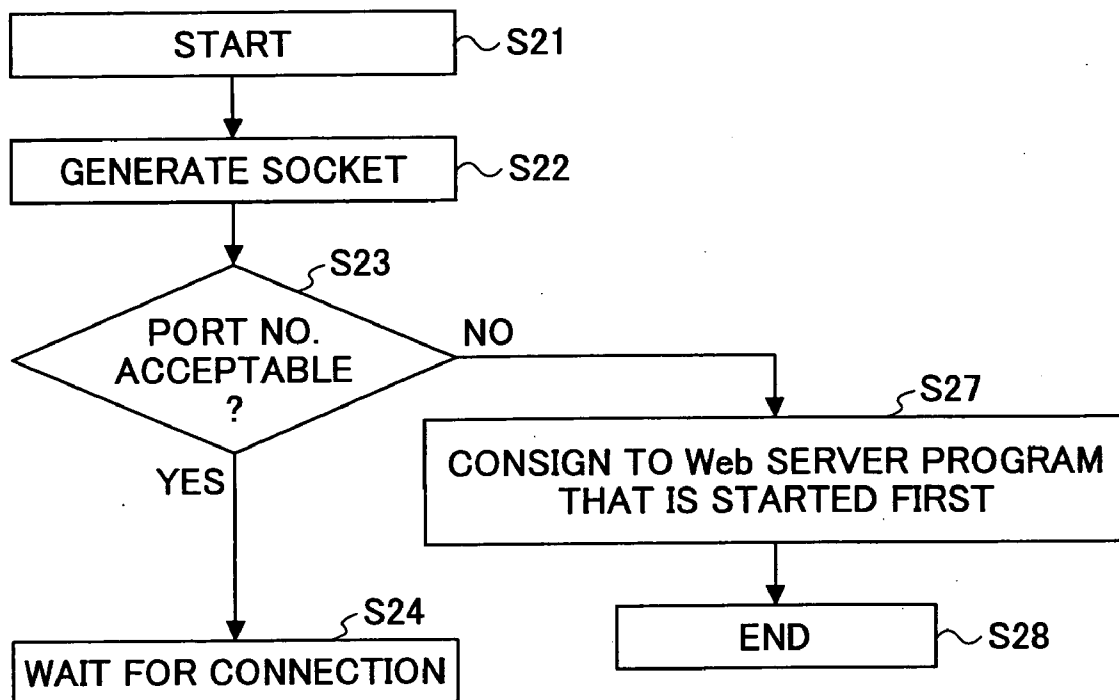 START
S21
GENERATE SOCKET
S22
S23
PORT NO.
ACCEPTABLE
?
NO
YES
S27
CONSIGN TO Web SERVER PROGRAM
THAT IS STARTED FIRST
S24
WAIT FOR CONNECTION
END
S28